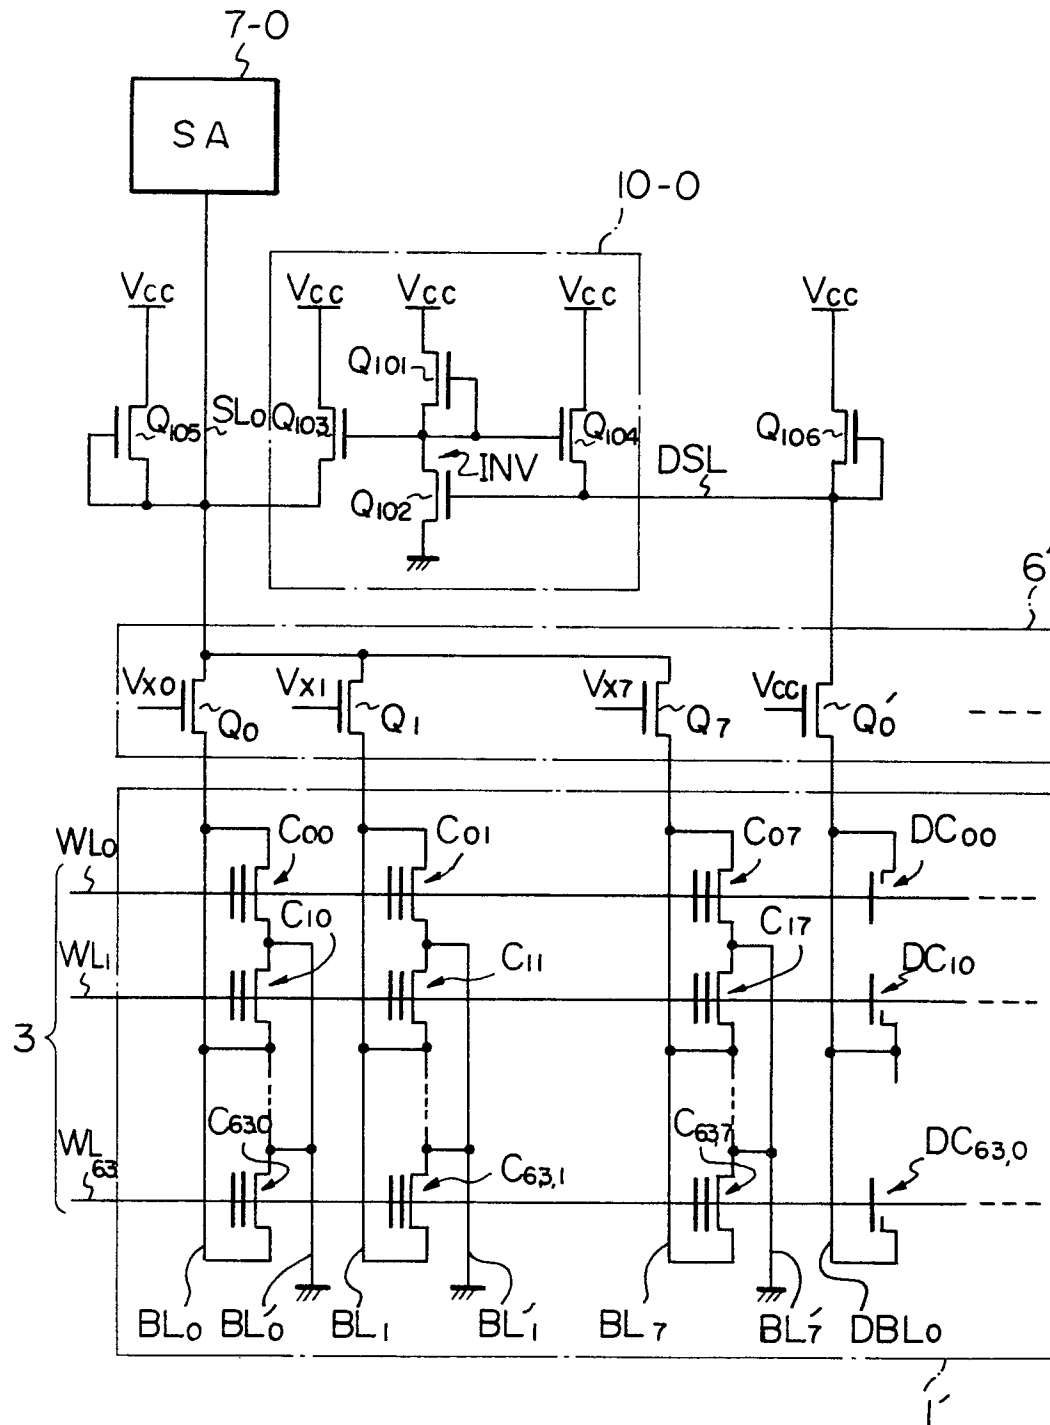 7-0
SA
10-0
Vcc Vcc Vcc Vcc Vcc
Q101
Q105 SL0 Q103 Q104 Q106
INV DSL
Q102
6'
VX0 VX1 VX7 Vcc
Q0 Q1 Q7 Q0'
C00 C01 C07 DC00
WL0
C10 C11 C17 DC10
WL1
3
C63,0 C63,1 C63,7 DC63,0
WL63
BL0 BL0' BL1 BL1' BL7 BL7' DBL0
1'